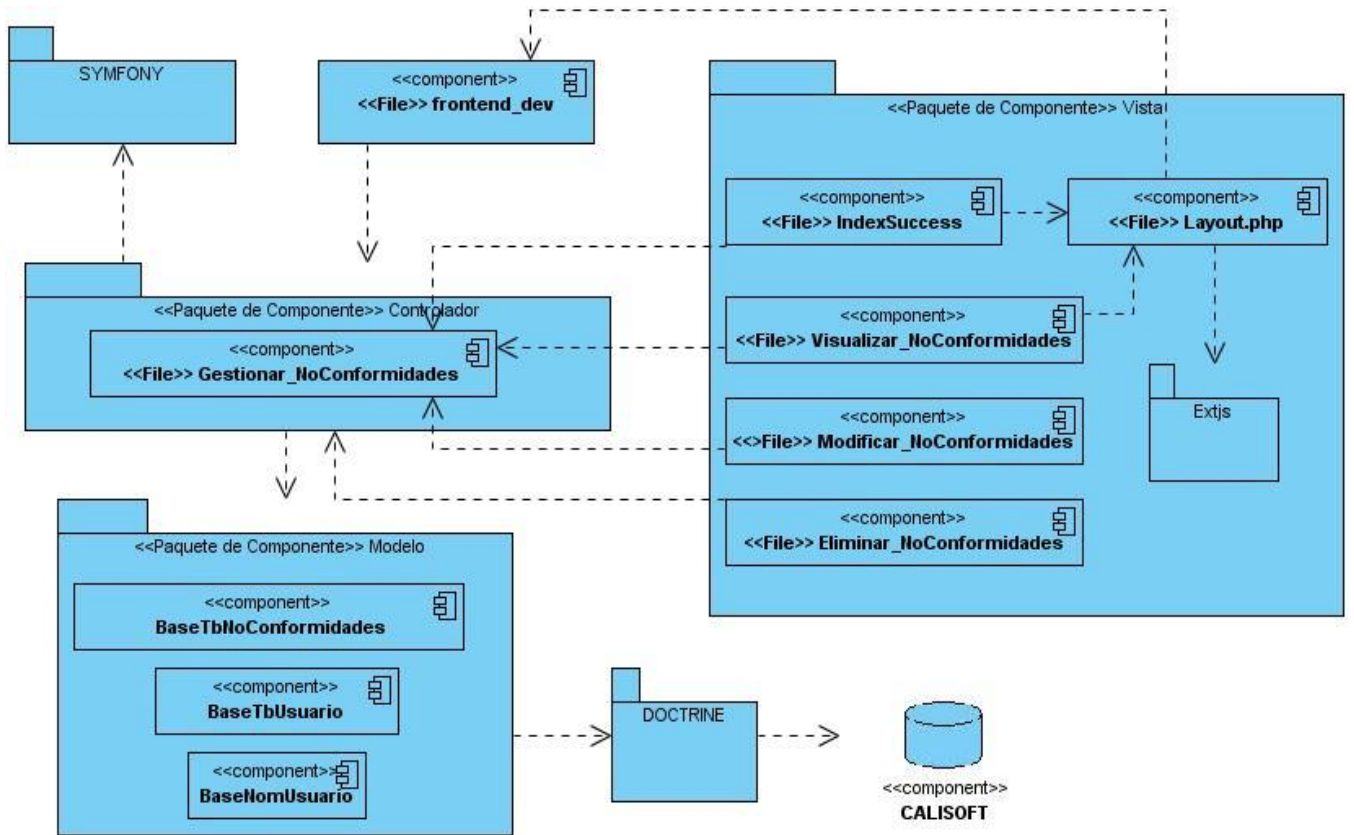 SYMFONY
<<component>>
<<File>> frontend_dev
<<Paquete de Componente>> Vista
<<component>>
<<File>> IndexSuccess
<<component>>
<<File>> Layout.php
<<Paquete de Componente>> Controlador
<<component>>
<<File>> Gestionar_NoConformidades
<<component>>
<<File>> Visualizar_NoConformidades
Extjs
<<component>>
<<>File>> Modificar_NoConformidades
<<component>>
<<File>> Eliminar_NoConformidades
<<Paquete de Componente>> Modelo
<<component>>
BaseTbNoConformidades
<<component>>
BaseTbUsuario
<<component>>
BaseNomUsuario
DOCTRINE
<<component>>
CALISOFT